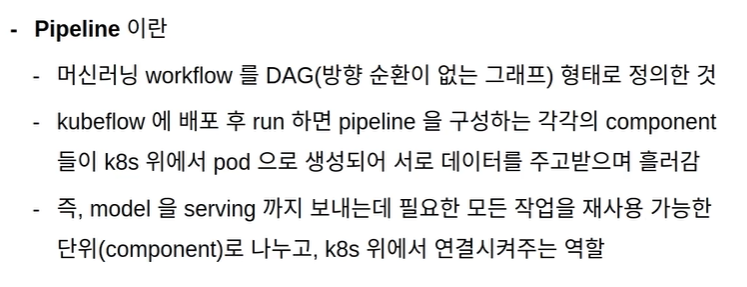 - Pipeline 이란
- 머신러닝 workflow 를 DAG(방향 순환이 없는 그래프) 형태로 정의한 것
- kubeflow 에 배포 후 run 하면 pipeline 을 구성하는 각각의 component
들이 k8s 위에서 pod 으로 생성되어 서로 데이터를 주고받으며 흘러감
- 즉, model 을 serving 까지 보내는데 필요한 모든 작업을 재사용 가능한
단위(component)로 나누고, k8s 위에서 연결시켜주는 역할